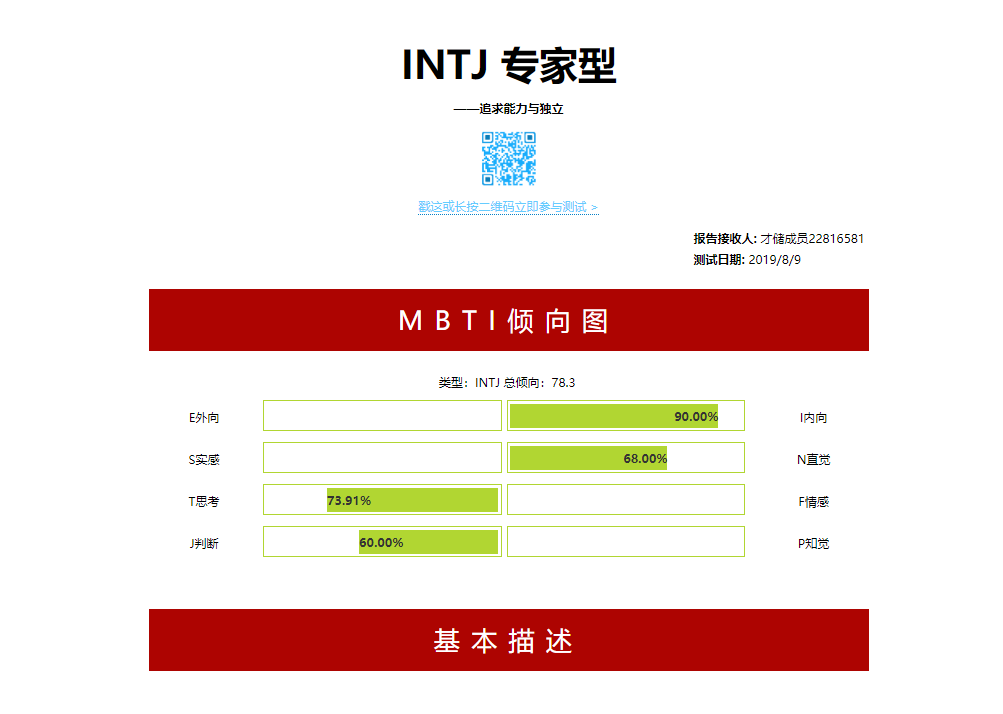 INTJ 专家型
——追求能力与独立
戳这或长按二维码立即参与测试 >
报告接收人: 才储成员22816581
测试日期: 2019/8/9
MBTI倾向图
类型：INTJ 总倾向：78.3
E外向 90.00% I内向
S实感 68.00% N直觉
T思考 73.91% F情感
J判断 60.00% P知觉
基本描述